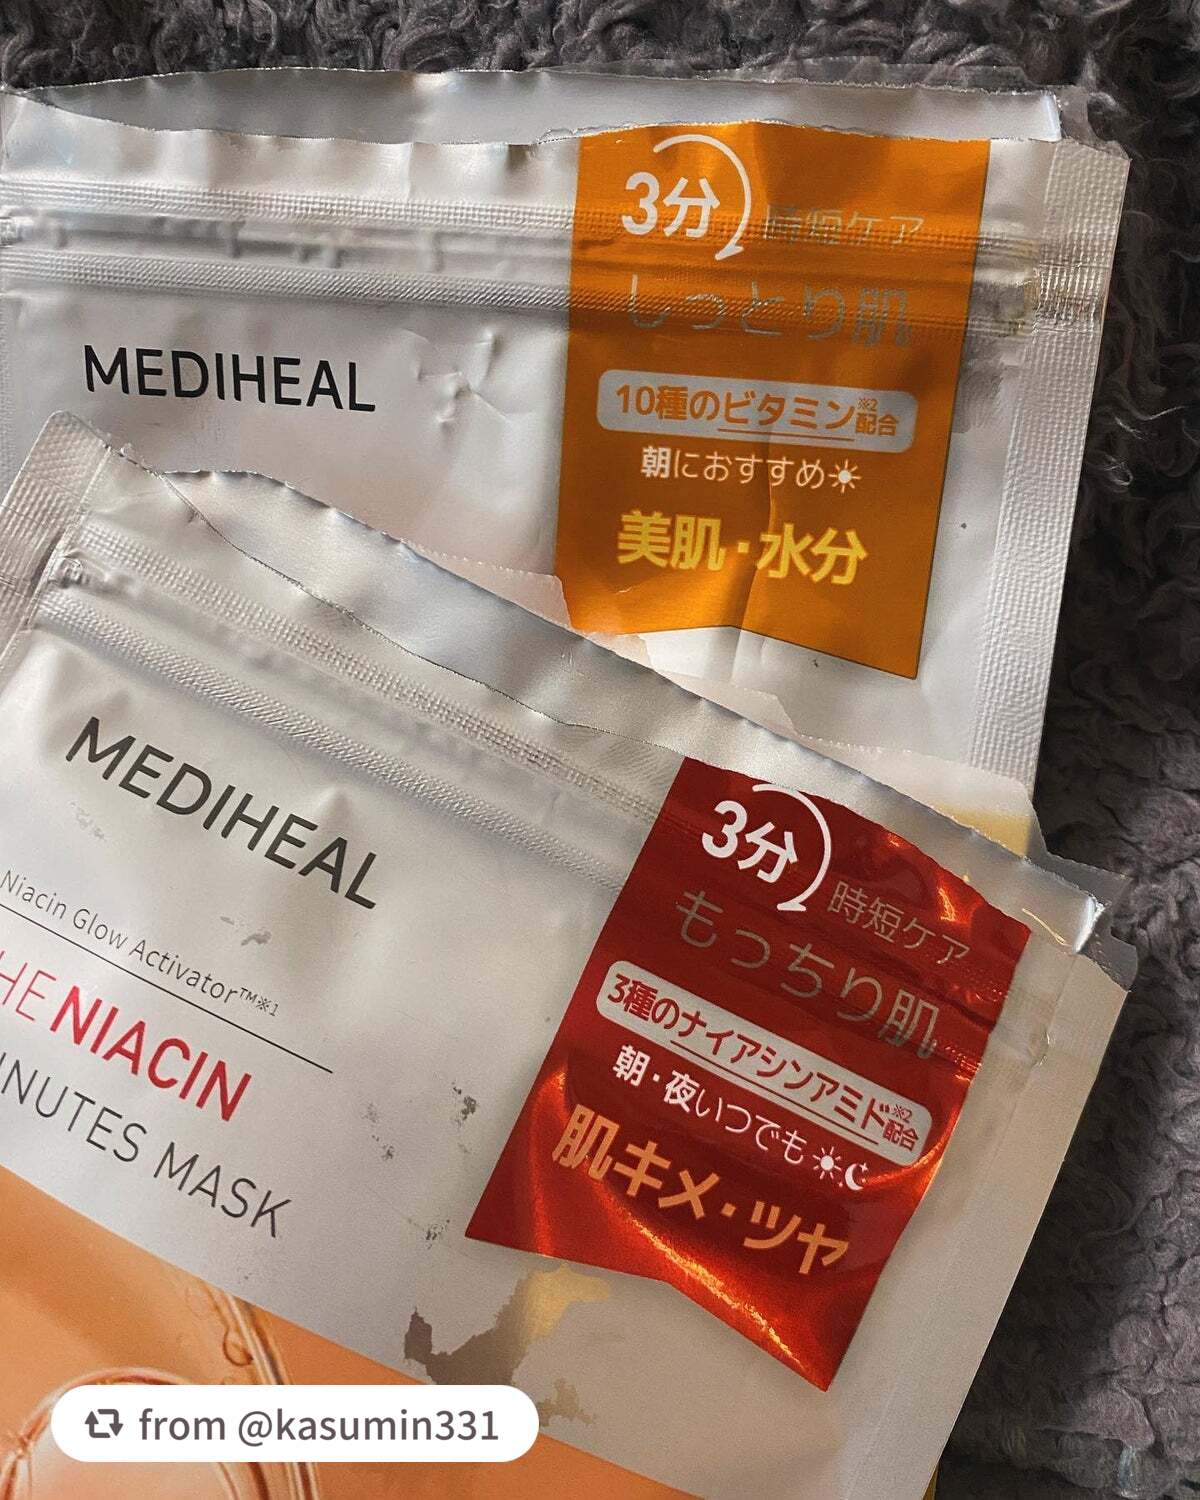 3分
時短ケア
しっとり肌
MEDIHEAL
10種のビタミン※2配合
朝におすすめ
美肌・水分
MEDIHEAL
3分
時短ケア
もっちり肌
Niacin Glow Activator™※1
3種のナイアシンアミド※2配合
HE NIACIN
朝・夜いつでも
INUTES MASK
肌キメ・ツヤ
from @kasumin331